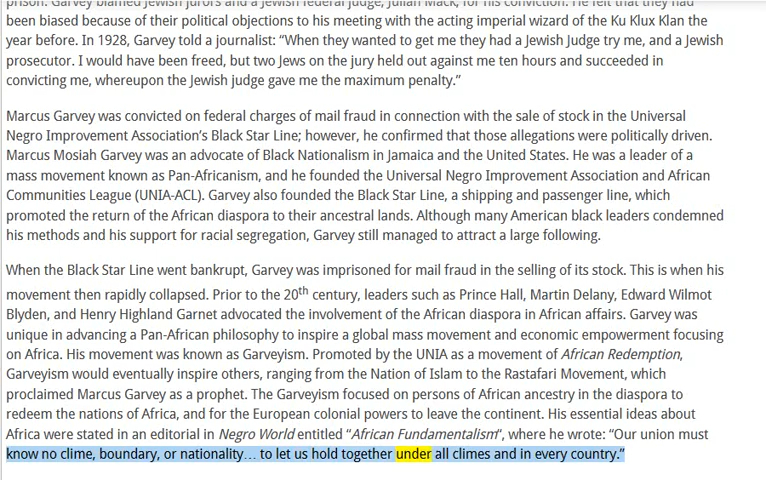 prison. Garvey blamed Jewish jurors and a Jewish federal judge, Julian Mack, for his conviction. He felt that they had
been biased because of their political objections to his meeting with the acting imperial wizard of the Ku Klux Klan the
year before. In 1928, Garvey told a journalist: “When they wanted to get me they had a Jewish Judge try me, and a Jewish
prosecutor. I would have been freed, but two Jews on the jury held out against me ten hours and succeeded in
convicting me, whereupon the Jewish judge gave me the maximum penalty.”
Marcus Garvey was convicted on federal charges of mail fraud in connection with the sale of stock in the Universal
Negro Improvement Association’s Black Star Line; however, he confirmed that those allegations were politically driven.
Marcus Mosiah Garvey was an advocate of Black Nationalism in Jamaica and the United States. He was a leader of a
mass movement known as Pan-Africanism, and he founded the Universal Negro Improvement Association and African
Communities League (UNIA-ACL). Garvey also founded the Black Star Line, a shipping and passenger line, which
promoted the return of the African diaspora to their ancestral lands. Although many American black leaders condemned
his methods and his support for racial segregation, Garvey still managed to attract a large following.
When the Black Star Line went bankrupt, Garvey was imprisoned for mail fraud in the selling of its stock. This is when his
movement then rapidly collapsed. Prior to the 20th century, leaders such as Prince Hall, Martin Delany, Edward Wilmot
Blyden, and Henry Highland Garnet advocated the involvement of the African diaspora in African affairs. Garvey was
unique in advancing a Pan-African philosophy to inspire a global mass movement and economic empowerment focusing
on Africa. His movement was known as Garveyism. Promoted by the UNIA as a movement of African Redemption,
Garveyism would eventually inspire others, ranging from the Nation of Islam to the Rastafari Movement, which
proclaimed Marcus Garvey as a prophet. The Garveyism focused on persons of African ancestry in the diaspora to
redeem the nations of Africa, and for the European colonial powers to leave the continent. His essential ideas about
Africa were stated in an editorial in Negro World entitled “African Fundamentalism“, where he wrote: “Our union must
know no clime, boundary, or nationality… to let us hold together under all climes and in every country.”